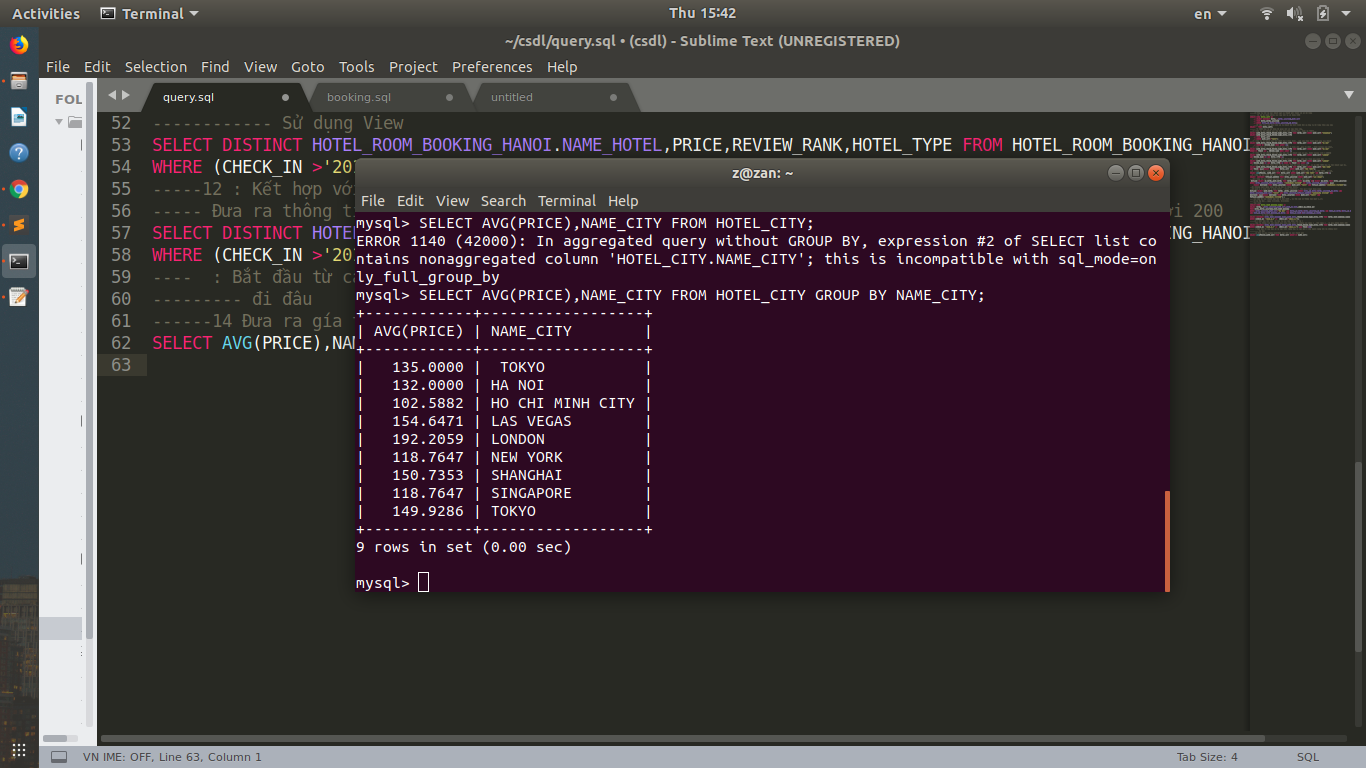 Activities Terminal Thu 15:42 en
~/csdl/query.sql • (csdl) - Sublime Text (UNREGISTERED)
File Edit Selection Find View Goto Tools Project Preferences Help
FOL
query.sql booking.sql untitled
52 ------------ Sử dụng View
53 SELECT DISTINCT HOTEL_ROOM_BOOKING_HANOI.NAME_HOTEL,PRICE,REVIEW_RANK,HOTEL_TYPE FROM HOTEL_ROOM_BOOKING_HANOI
54 WHERE (CHECK_IN >'20
55 -----12 : Kết hợp vớ
56 ----- Đưa ra thông t 200
57 SELECT DISTINCT HOTE NG_HANOI
58 WHERE (CHECK_IN >'20
59 ---- : Bắt đầu từ c
60 --------- đi đâu
61 ------14 Đưa ra gía
62 SELECT AVG(PRICE),NA
63
z@zan: ~
File Edit View Search Terminal Help
mysql> SELECT AVG(PRICE),NAME_CITY FROM HOTEL_CITY;
ERROR 1140 (42000): In aggregated query without GROUP BY, expression #2 of SELECT list co
ntains nonaggregated column 'HOTEL_CITY.NAME_CITY'; this is incompatible with sql_mode=on
ly_full_group_by
mysql> SELECT AVG(PRICE),NAME_CITY FROM HOTEL_CITY GROUP BY NAME_CITY;
+------------+------------------+
| AVG(PRICE) | NAME_CITY        |
+------------+------------------+
|   135.0000 |  TOKYO           |
|   132.0000 | HA NOI           |
|   102.5882 | HO CHI MINH CITY |
|   154.6471 | LAS VEGAS        |
|   192.2059 | LONDON           |
|   118.7647 | NEW YORK         |
|   150.7353 | SHANGHAI         |
|   118.7647 | SINGAPORE        |
|   149.9286 | TOKYO            |
+------------+------------------+
9 rows in set (0.00 sec)
mysql>
VN IME: OFF, Line 63, Column 1 Tab Size: 4 SQL